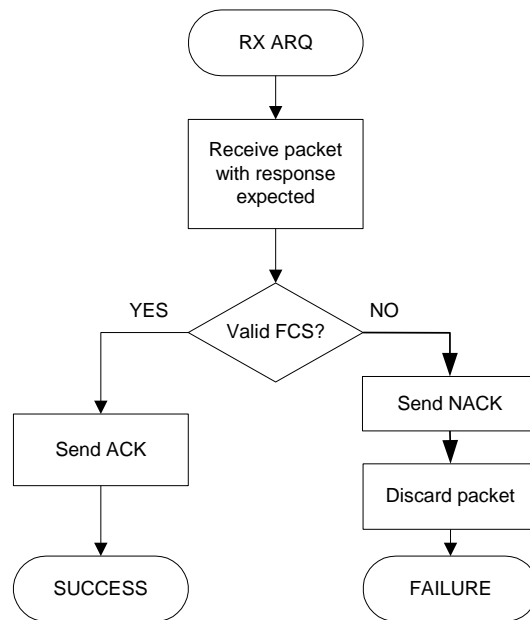 RX ARQ
Receive packet
with response
expected
YES
NO
Valid FCS?
Send NACK
Send ACK
Discard packet
SUCCESS
FAILURE